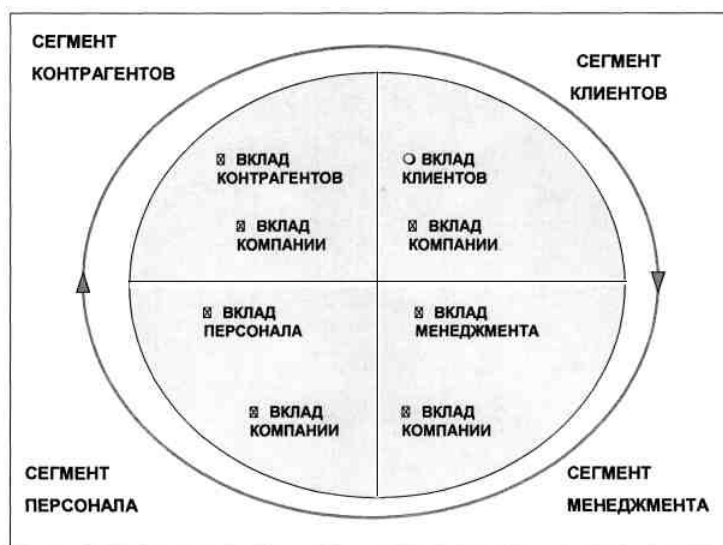 СЕГМЕНТ
КОНТРАГЕНТОВ
СЕГМЕНТ
КЛИЕНТОВ
ВКЛАД
КОНТРАГЕНТОВ
ВКЛАД
КОМПАНИИ
ВКЛАД
КЛИЕНТОВ
ВКЛАД
КОМПАНИИ
ВКЛАД
ПЕРСОНАЛА
ВКЛАД
КОМПАНИИ
ВКЛАД
МЕНЕДЖМЕНТА
ВКЛАД
КОМПАНИИ
СЕГМЕНТ
ПЕРСОНАЛА
СЕГМЕНТ
МЕНЕДЖМЕНТА